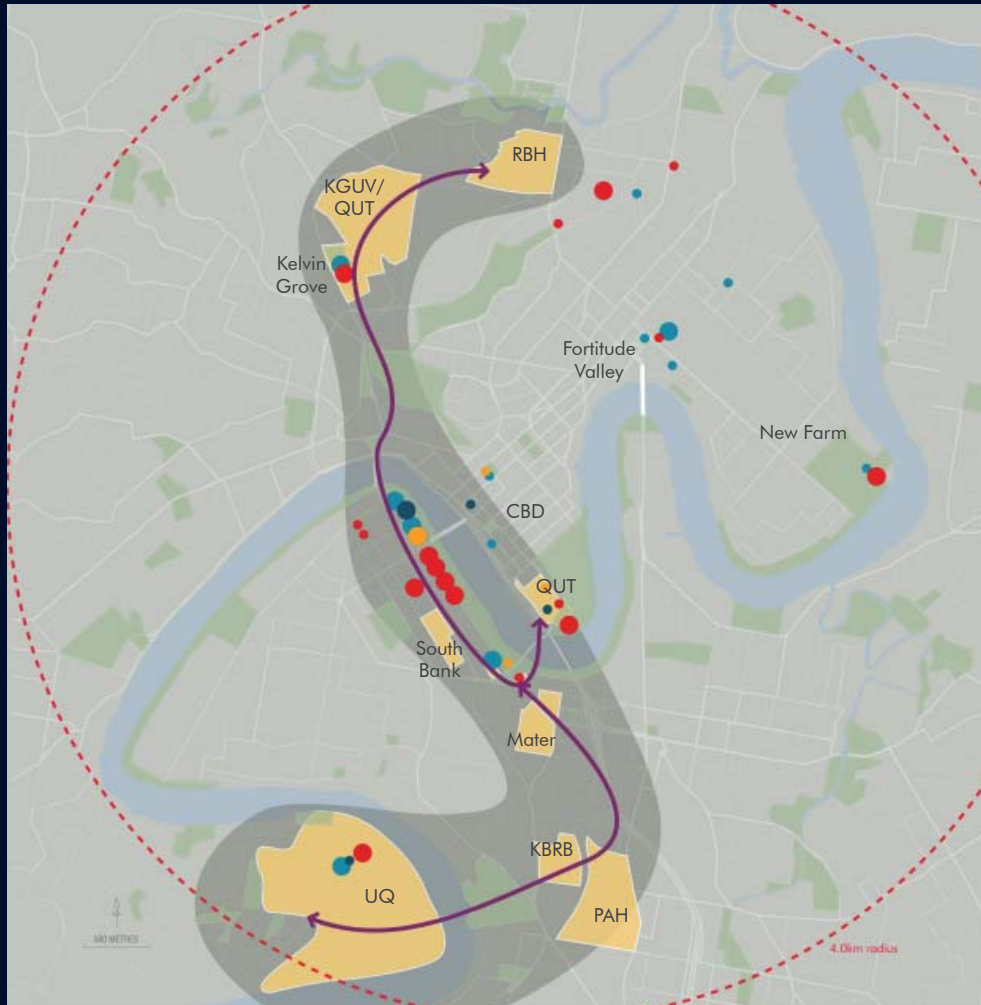 RBH
KGUV/
QUT
Kelvin
Grove
Fortitude
Valley
New Farm
CBD
QUT
South
Bank
Mater
KBRB
UQ
PAH
4.0km radius